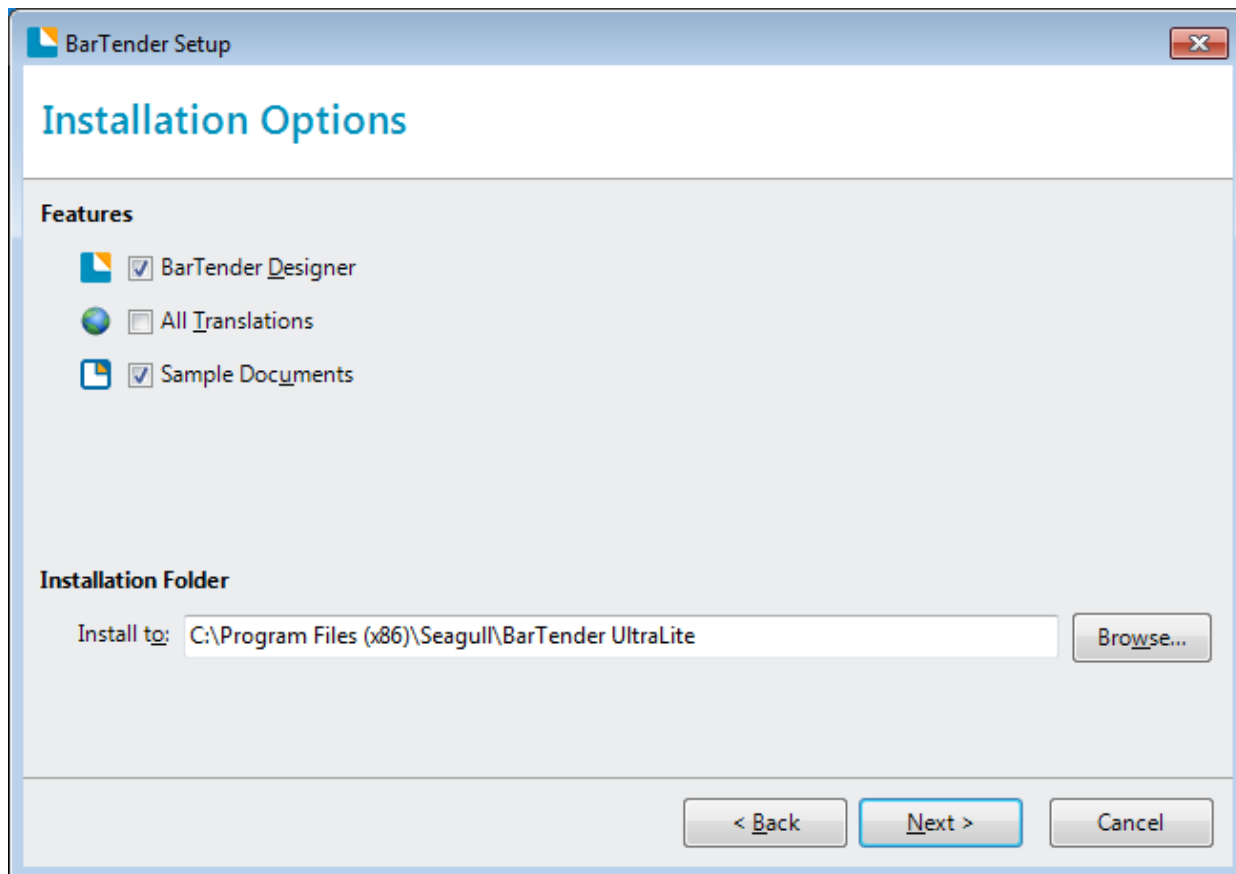 BarTender Setup
Installation Options
Features
BarTender Designer
All Translations
Sample Documents
Installation Folder
Install to: C:\Program Files (x86)\Seagull\BarTender UltraLite Browse...
< Back Next > Cancel